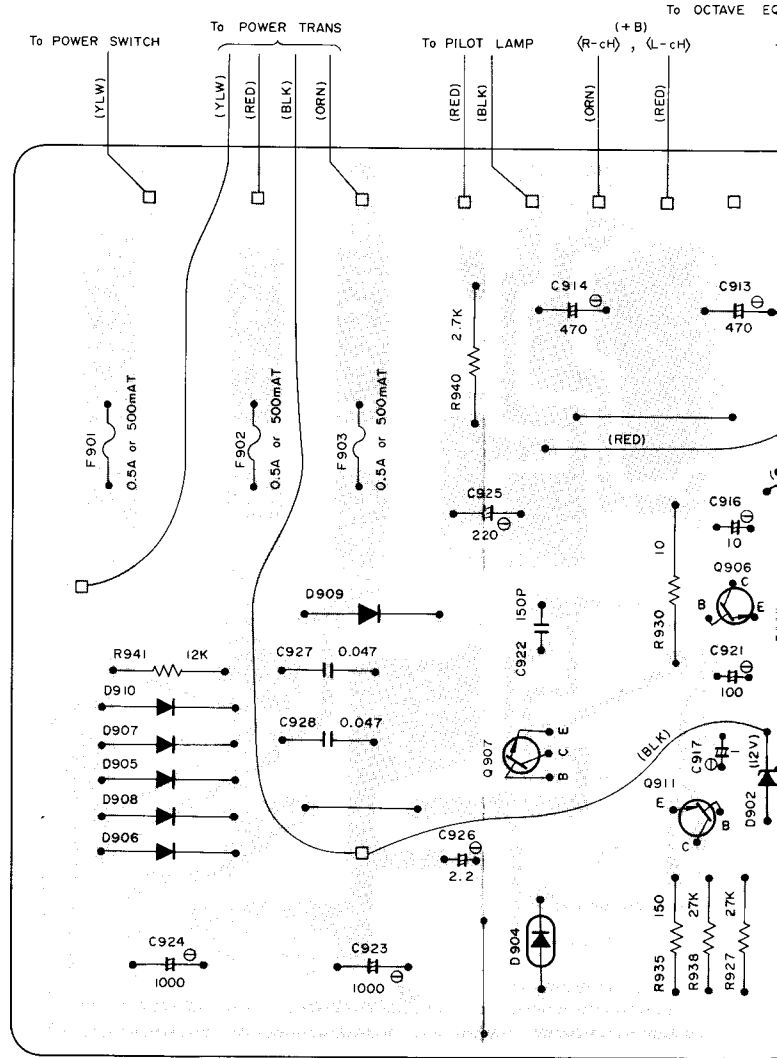 To OCTAVE EQ
(+B)
To POWER SWITCH
To POWER TRANS
To PILOT LAMP
⟨R-cH⟩ , ⟨L-cH⟩
(YLW)
(YLW)
(RED)
(BLK)
(ORN)
(RED)
(BLK)
(ORN)
(RED)
C914
⊖
470
C913
⊖
470
2.7K
R940
F901
0.5A or 500mAT
F902
0.5A or 500mAT
F903
0.5A or 500mAT
(RED)
C925
220
⊖
C916
⊖
10
10
R930
Q906
C
B
E
D909
150P
C922
R941
12K
C927
0.047
C921
⊖
100
D910
D907
C928
0.047
D905
D908
D906
Q907
E
C
B
(BLK)
C917
⊖
1
(12V)
D902
Q911
E
B
C
C926
⊖
2.2
D904
150
R935
27K
R938
27K
R927
C924
⊖
1000
C923
⊖
1000